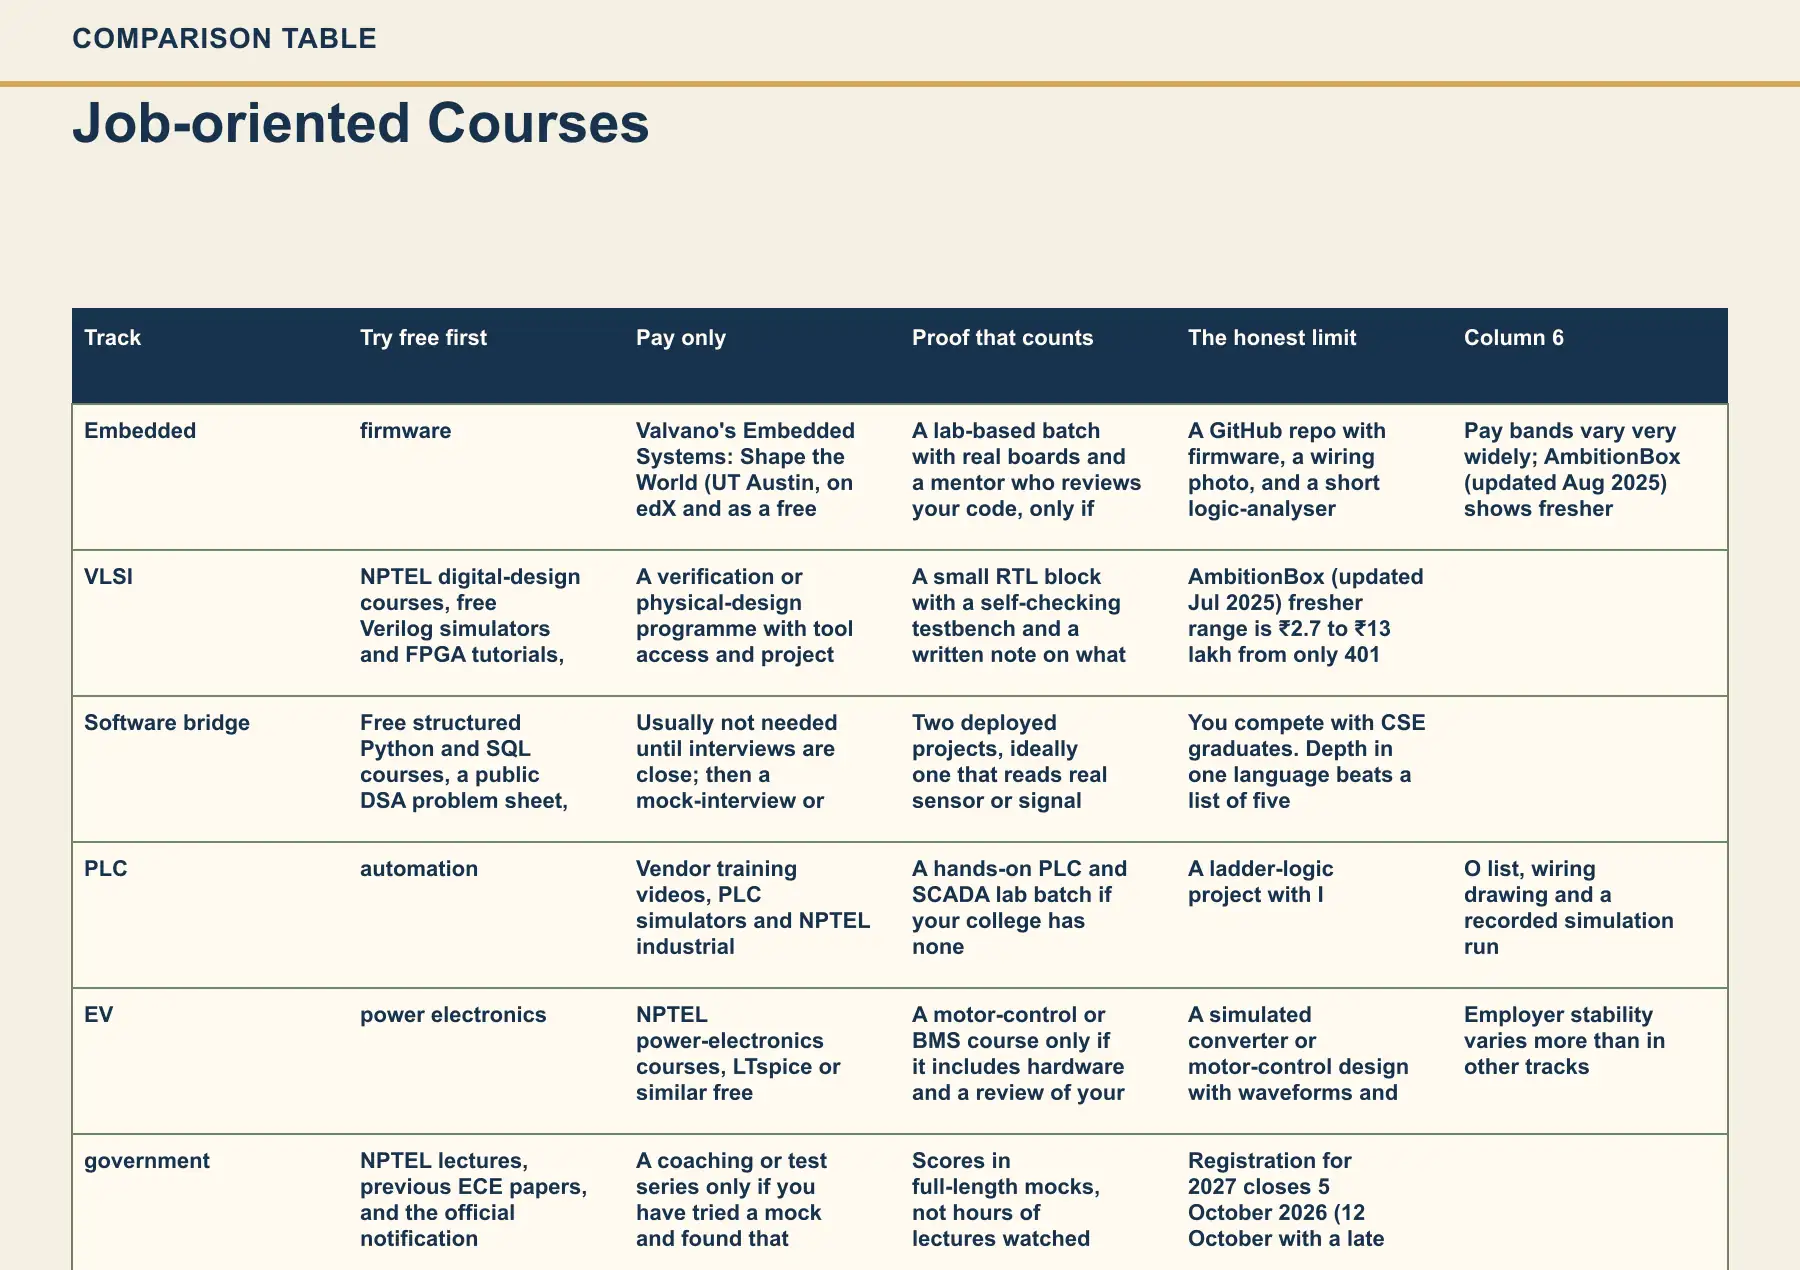 COMPARISON TABLE
Job-oriented Courses
Track
Try free first
Pay only
Proof that counts
The honest limit
Column 6
Embedded
firmware
Valvano's Embedded
Systems: Shape the
World (UT Austin, on
edX and as a free
A lab-based batch
with real boards and
a mentor who reviews
your code, only if
A GitHub repo with
firmware, a wiring
photo, and a short
logic-analyser
Pay bands vary very
widely; AmbitionBox
(updated Aug 2025)
shows fresher
VLSI
NPTEL digital-design
courses, free
Verilog simulators
and FPGA tutorials,
A verification or
physical-design
programme with tool
access and project
A small RTL block
with a self-checking
testbench and a
written note on what
AmbitionBox (updated
Jul 2025) fresher
range is ₹2.7 to ₹13
lakh from only 401
Software bridge
Free structured
Python and SQL
courses, a public
DSA problem sheet,
Usually not needed
until interviews are
close; then a
mock-interview or
Two deployed
projects, ideally
one that reads real
sensor or signal
You compete with CSE
graduates. Depth in
one language beats a
list of five
PLC
automation
Vendor training
videos, PLC
simulators and NPTEL
industrial
A hands-on PLC and
SCADA lab batch if
your college has
none
A ladder-logic
project with I
O list, wiring
drawing and a
recorded simulation
run
EV
power electronics
NPTEL
power-electronics
courses, LTspice or
similar free
A motor-control or
BMS course only if
it includes hardware
and a review of your
A simulated
converter or
motor-control design
with waveforms and
Employer stability
varies more than in
other tracks
government
NPTEL lectures,
previous ECE papers,
and the official
notification
A coaching or test
series only if you
have tried a mock
and found that
Scores in
full-length mocks,
not hours of
lectures watched
Registration for
2027 closes 5
October 2026 (12
October with a late